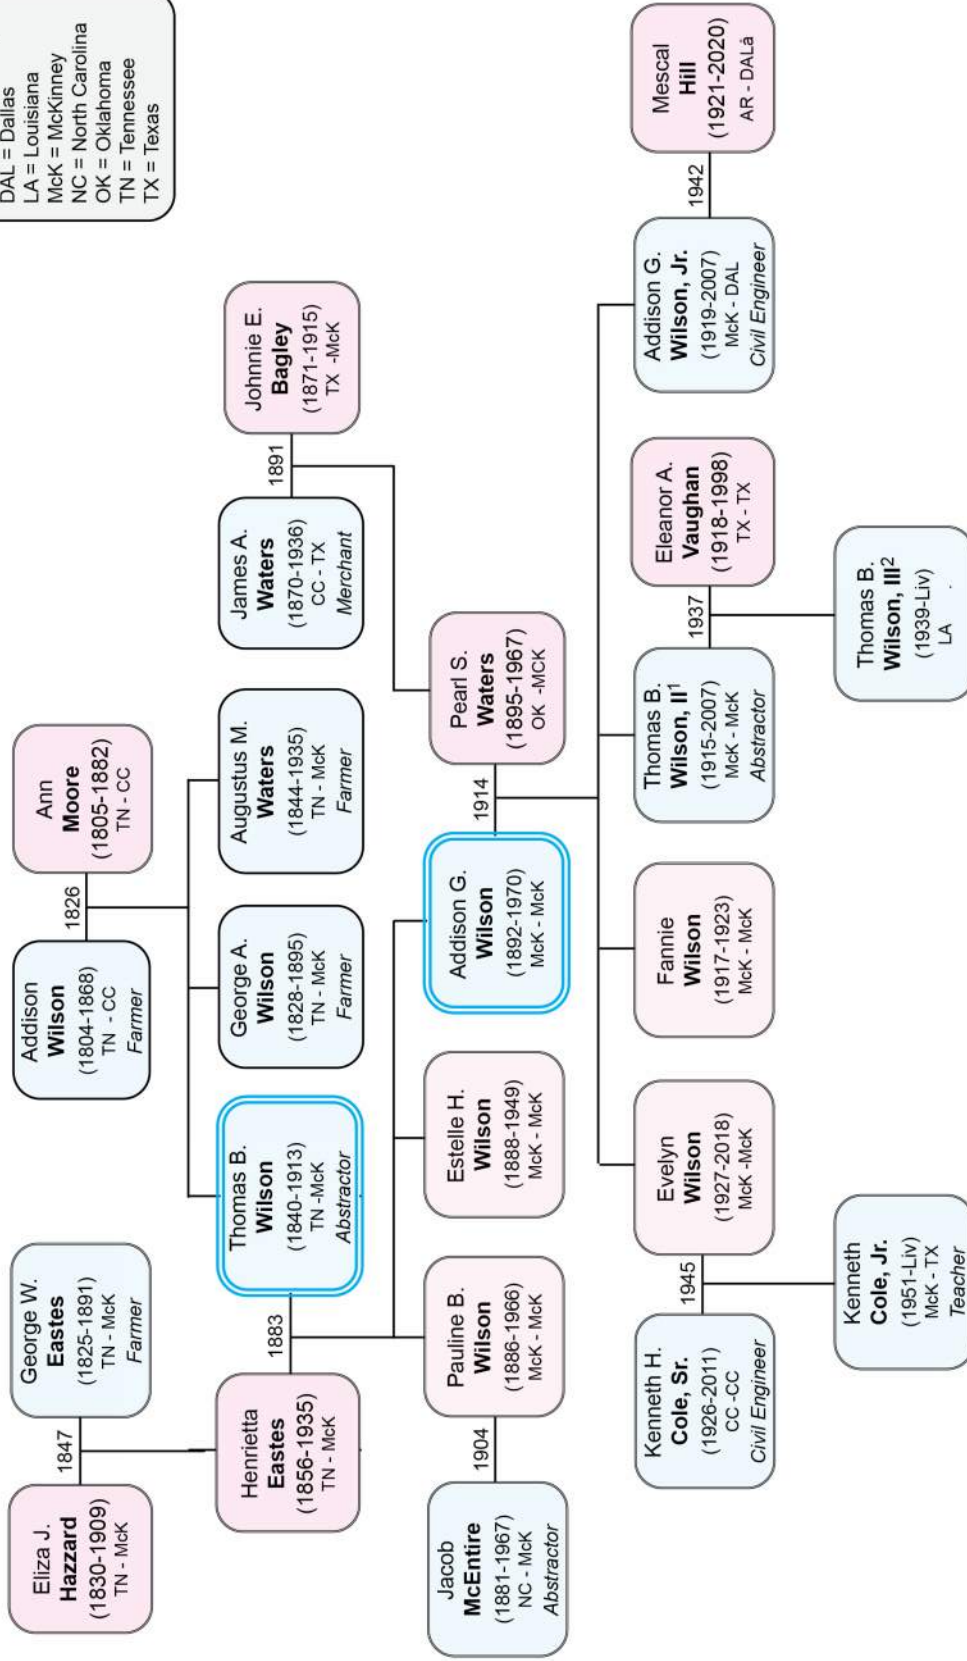 DAL = Dallas
LA = Louisiana
McK = McKinney
NC = North Carolina
OK = Oklahoma
TN = Tennessee
TX = Texas
Eliza J.
Hazzard
(1830-1909)
TN - McK
1847
George W.
Eastes
(1825-1891)
TN - McK
Farmer
Addison
Wilson
(1804-1868)
TN - CC
Farmer
1826
Ann
Moore
(1805-1882)
TN - CC
Henrietta
Eastes
(1856-1935)
TN - McK
1883
Thomas B.
Wilson
(1840-1913)
TN -McK
Abstractor
George A.
Wilson
(1828-1895)
TN - McK
Farmer
Augustus M.
Waters
(1844-1935)
TN - McK
Farmer
James A.
Waters
(1870-1936)
CC - TX
Merchant
1891
Johnnie E.
Bagley
(1871-1915)
TX -McK
Jacob
McEntire
(1881-1967)
NC - McK
Abstractor
1904
Pauline B.
Wilson
(1886-1966)
McK - McK
Estelle H.
Wilson
(1888-1949)
McK - McK
Addison G.
Wilson
(1892-1970)
McK - McK
1914
Pearl S.
Waters
(1895-1967)
OK -MCK
Kenneth H.
Cole, Sr.
(1926-2011)
CC -CC
Civil Engineer
1945
Evelyn
Wilson
(1927-2018)
McK -McK
Fannie
Wilson
(1917-1923)
McK - McK
Thomas B.
Wilson, II¹
(1915-2007)
McK - McK
Abstractor
1937
Eleanor A.
Vaughan
(1918-1998)
TX - TX
Addison G.
Wilson, Jr.
(1919-2007)
McK - DAL
Civil Engineer
1942
Mescal
Hill
(1921-2020)
AR - DALà
Kenneth
Cole, Jr.
(1951-Liv)
McK - TX
Teacher
Thomas B.
Wilson, III²
(1939-Liv)
LA